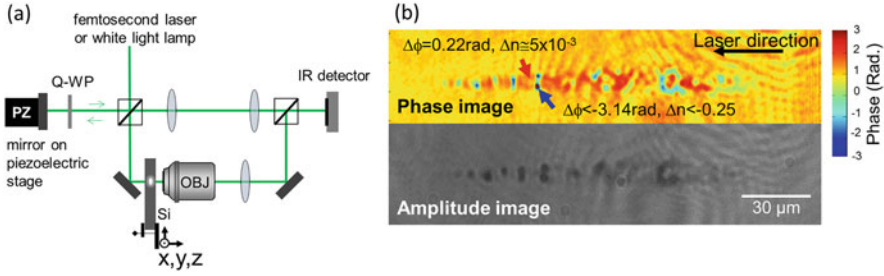 (a)
femtosecond laser
or white light lamp
Q-WP
IR detector
PZ
mirror on
piezoelectric
stage
OBJ
Si
x,y,z
(b)
Δϕ=0.22rad, Δn≅5x10⁻³
Laser direction
Phase image
Δϕ<-3.14rad, Δn<-0.25
Amplitude image
30 µm
3
2
1
0
-1
-2
-3
Phase (Rad.)